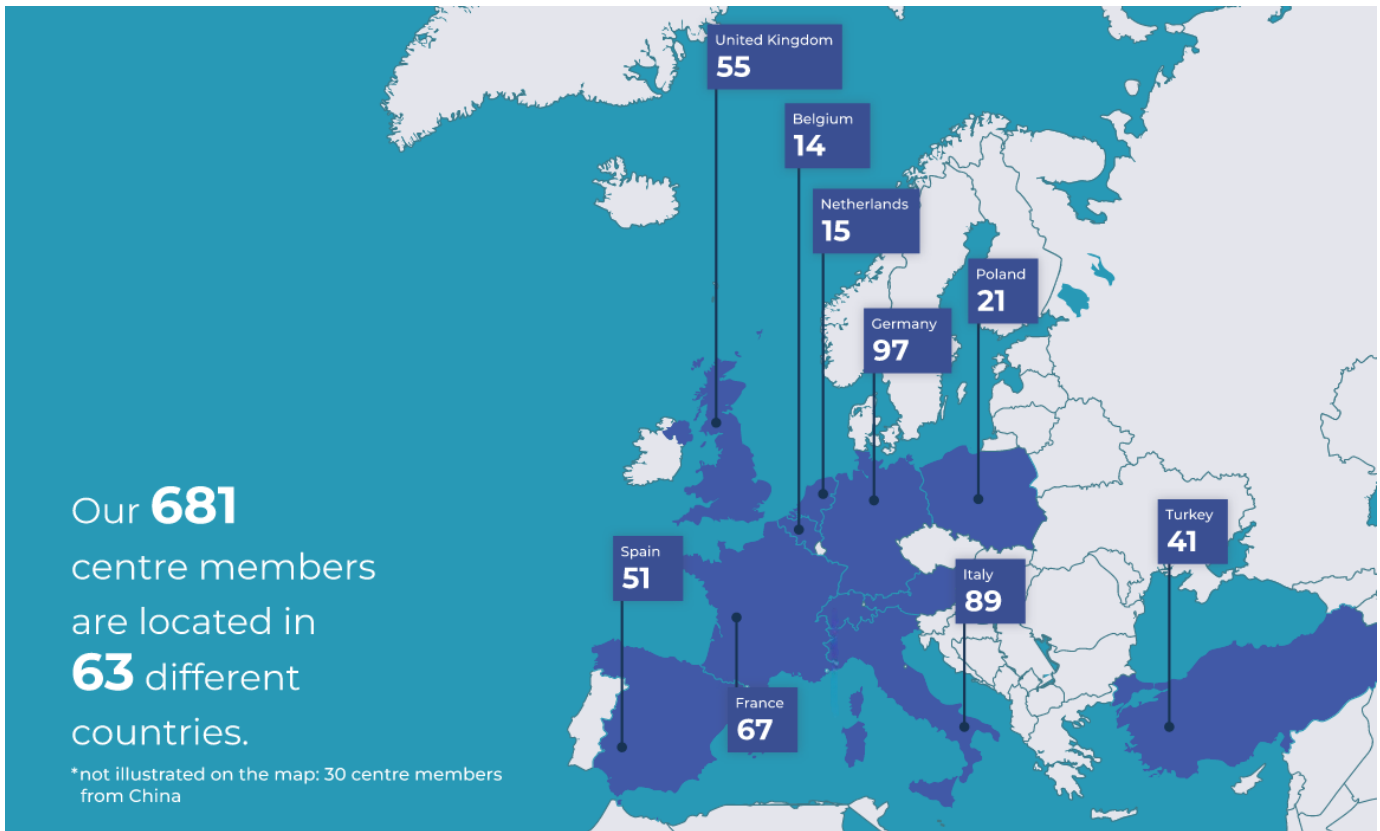 United Kingdom
55
Belgium
14
Netherlands
15
Poland
21
Germany
97
Our 681
centre members
are located in
63 different
countries.
*not illustrated on the map: 30 centre members
from China
Spain
51
France
67
Italy
89
Turkey
41